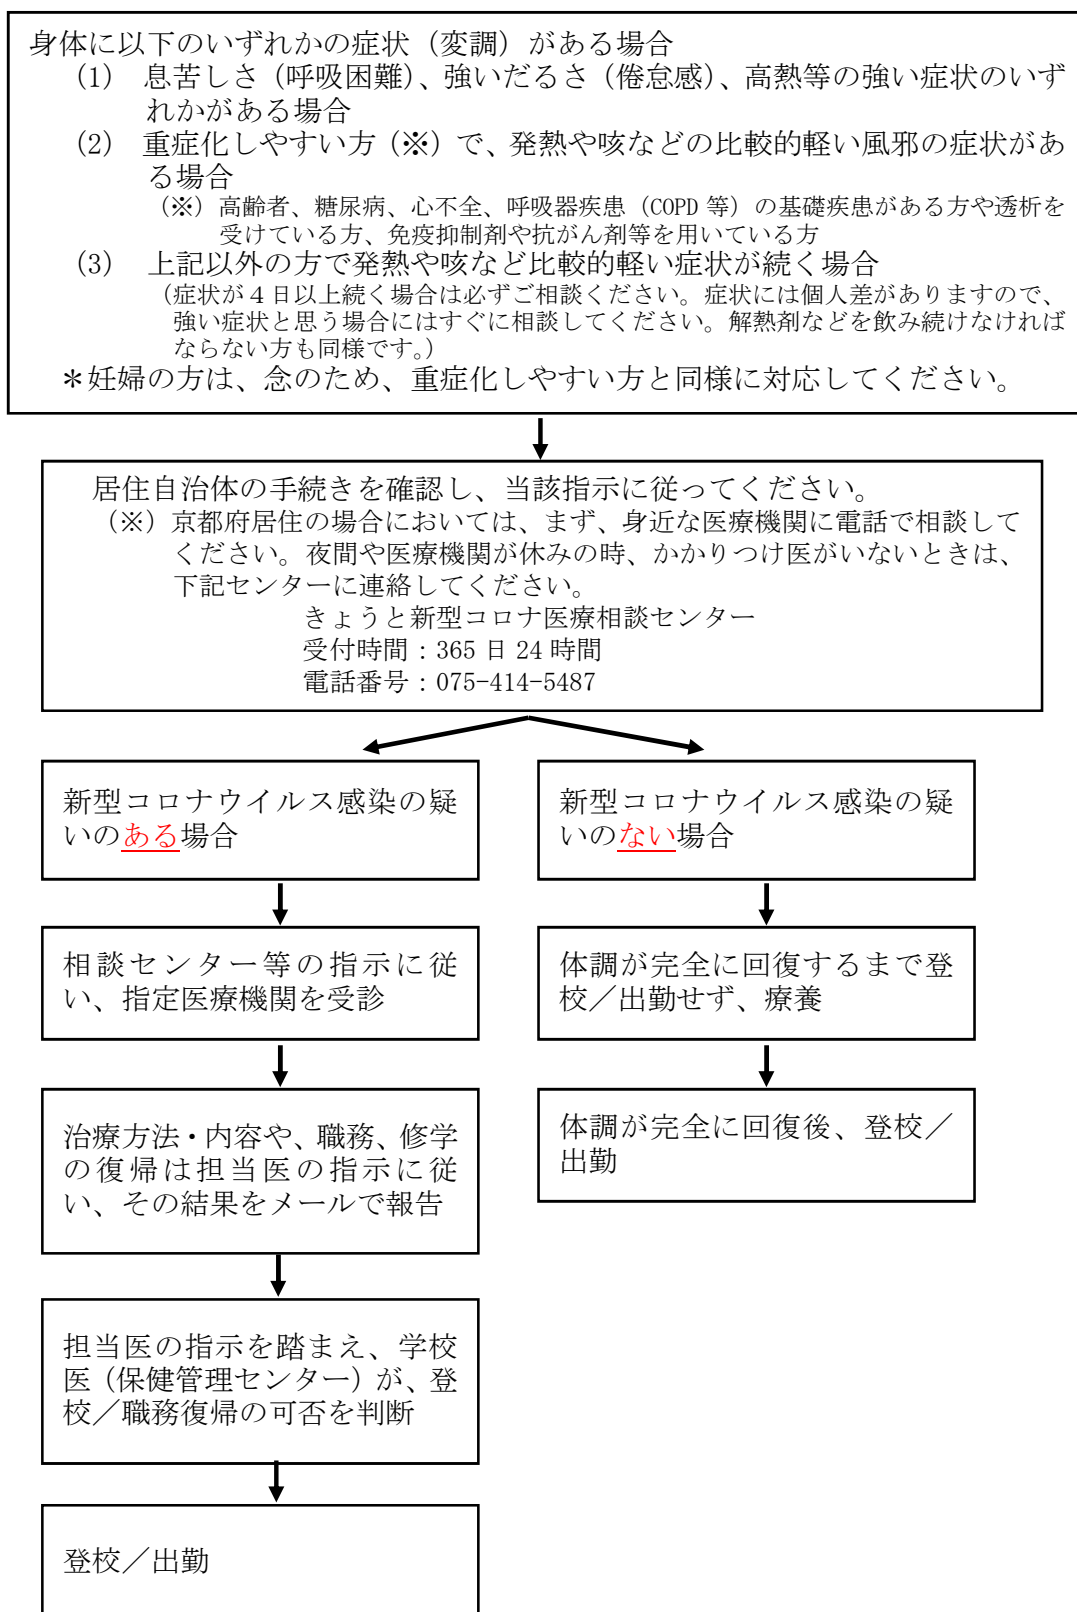 身体に以下のいずれかの症状（変調）がある場合
(1) 息苦しさ（呼吸困難）、強いだるさ（倦怠感）、高熱等の強い症状のいず
れかがある場合
(2) 重症化しやすい方（※）で、発熱や咳などの比較的軽い風邪の症状があ
る場合
（※）高齢者、糖尿病、心不全、呼吸器疾患（COPD 等）の基礎疾患がある方や透析を
受けている方、免疫抑制剤や抗がん剤等を用いている方
(3) 上記以外の方で発熱や咳など比較的軽い症状が続く場合
（症状が４日以上続く場合は必ずご相談ください。症状には個人差がありますので、
強い症状と思う場合にはすぐに相談してください。解熱剤などを飲み続けなければ
ならない方も同様です。）
＊妊婦の方は、念のため、重症化しやすい方と同様に対応してください。
居住自治体の手続きを確認し、当該指示に従ってください。
（※）京都府居住の場合においては、まず、身近な医療機関に電話で相談して
ください。夜間や医療機関が休みの時、かかりつけ医がいないときは、
下記センターに連絡してください。
きょうと新型コロナ医療相談センター
受付時間：365 日 24 時間
電話番号：075-414-5487
新型コロナウイルス感染の疑
いのある場合
新型コロナウイルス感染の疑
いのない場合
相談センター等の指示に従
い、指定医療機関を受診
体調が完全に回復するまで登
校／出勤せず、療養
治療方法・内容や、職務、修学
の復帰は担当医の指示に従
い、その結果をメールで報告
体調が完全に回復後、登校／
出勤
担当医の指示を踏まえ、学校
医（保健管理センター）が、登
校／職務復帰の可否を判断
登校／出勤